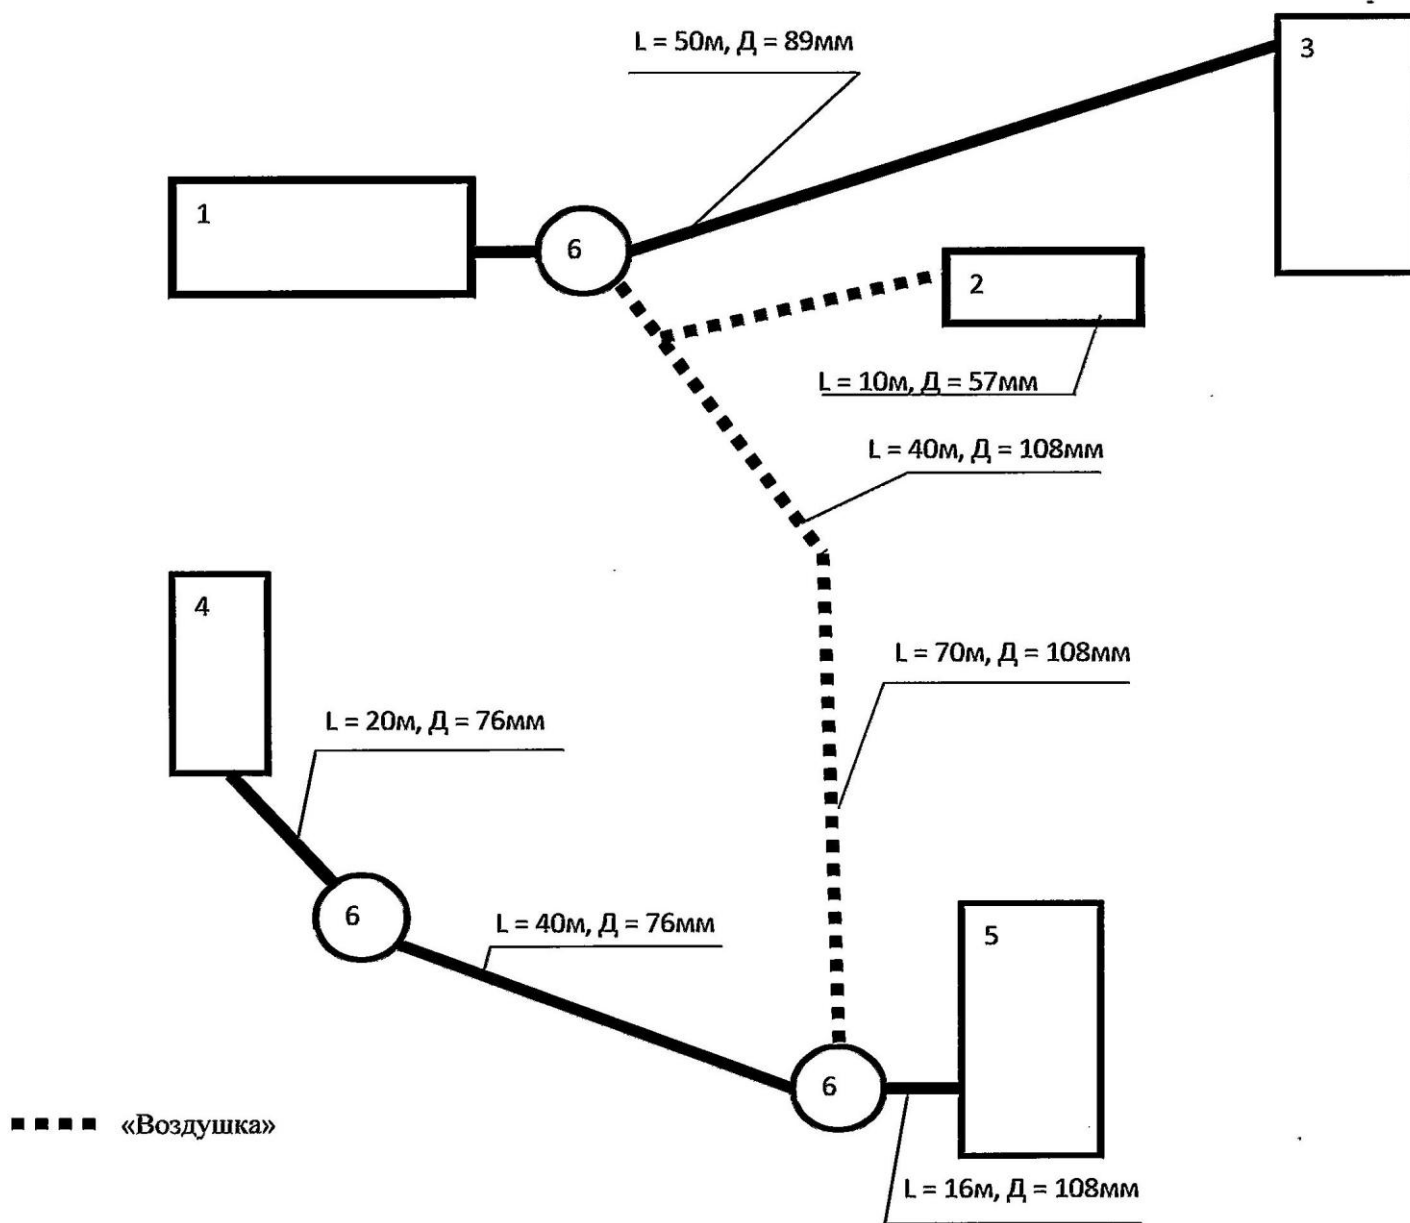 L = 50м, Д = 89мм
3
1
6
2
L = 10м, Д = 57мм
L = 40м, Д = 108мм
4
L = 70м, Д = 108мм
L = 20м, Д = 76мм
6
L = 40м, Д = 76мм
5
6
«Воздушка»
L = 16м, Д = 108мм